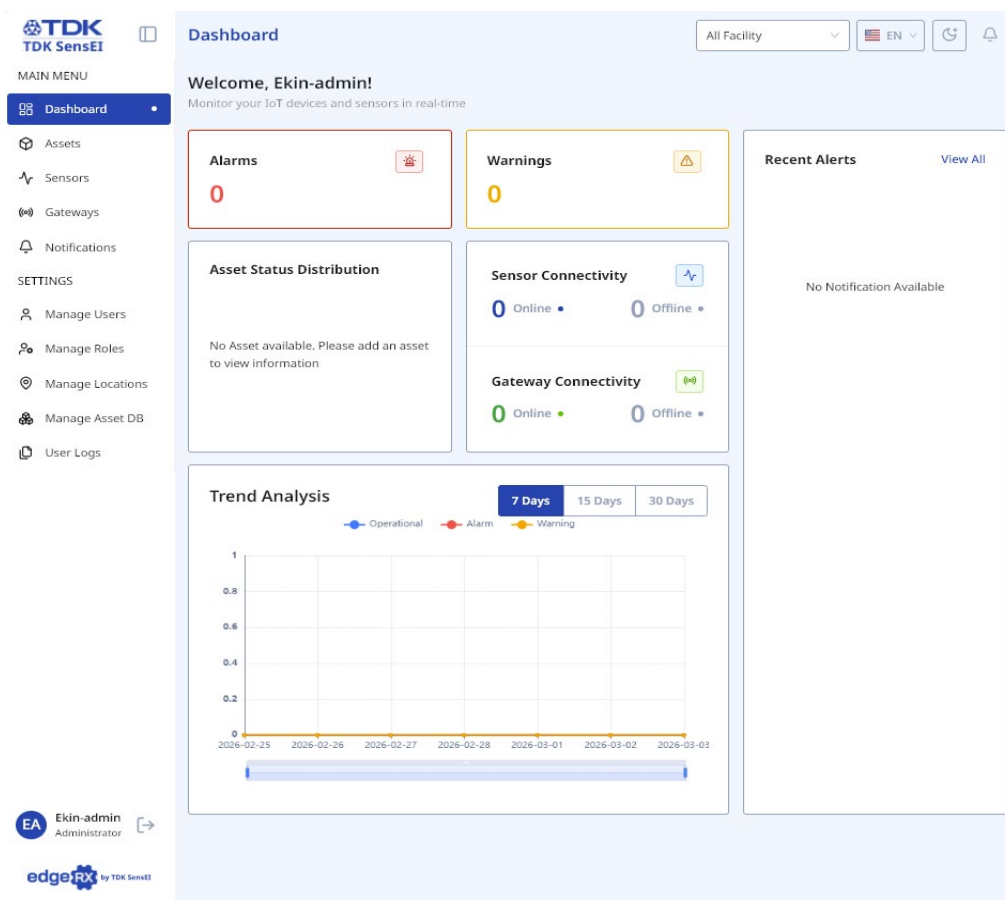 TDK
TDK SensEI
MAIN MENU
Dashboard
Assets
Sensors
Gateways
Notifications
SETTINGS
Manage Users
Manage Roles
Manage Locations
Manage Asset DB
User Logs
EA
Ekin-admin
Administrator
edgeRX by TDK SensEI
Dashboard
All Facility
EN
Welcome, Ekin-admin!
Monitor your IoT devices and sensors in real-time
Alarms
0
Warnings
0
Asset Status Distribution
No Asset available. Please add an asset
to view information
Sensor Connectivity
0 Online
0 Offline
Gateway Connectivity
0 Online
0 Offline
Trend Analysis
7 Days 15 Days 30 Days
Operational Alarm Warning
1
0.8
0.6
0.4
0.2
0
2026-02-25 2026-02-26 2026-02-27 2026-02-28 2026-03-01 2026-03-02 2026-03-03
Recent Alerts
View All
No Notification Available